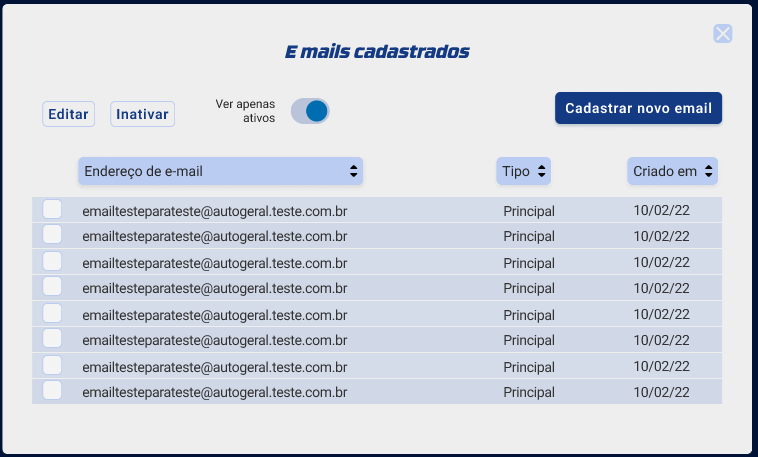 E mails cadastrados
Editar
Inativar
Ver apenas
ativos
Cadastrar novo email
Endereço de e-mail
Tipo
Criado em
emailtesteparateste@autogeral.teste.com.br Principal 10/02/22
emailtesteparateste@autogeral.teste.com.br Principal 10/02/22
emailtesteparateste@autogeral.teste.com.br Principal 10/02/22
emailtesteparateste@autogeral.teste.com.br Principal 10/02/22
emailtesteparateste@autogeral.teste.com.br Principal 10/02/22
emailtesteparateste@autogeral.teste.com.br Principal 10/02/22
emailtesteparateste@autogeral.teste.com.br Principal 10/02/22
emailtesteparateste@autogeral.teste.com.br Principal 10/02/22